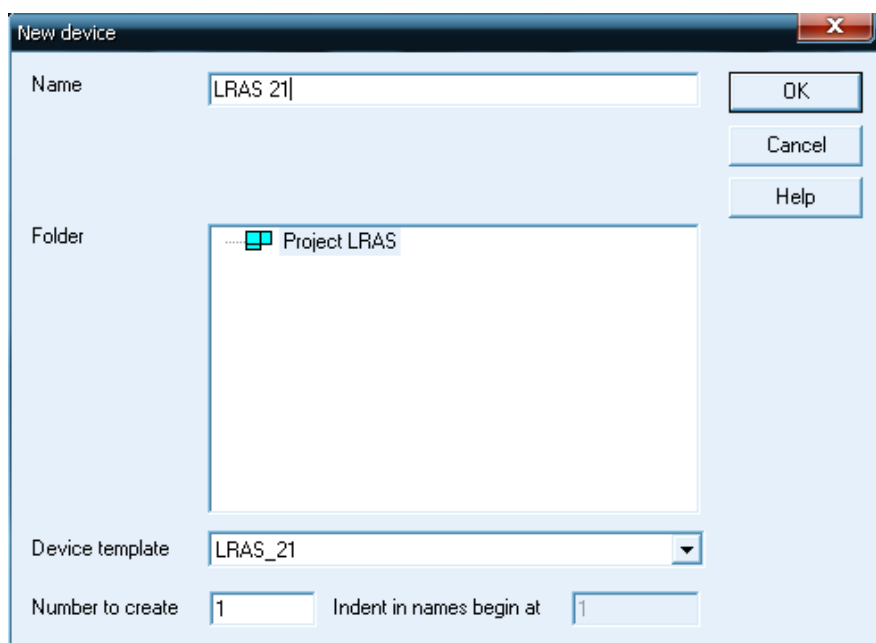 New device
Name
LRAS 21
OK
Cancel
Help
Folder
Project LRAS
Device template
LRAS_21
Number to create
1
Indent in names begin at
1